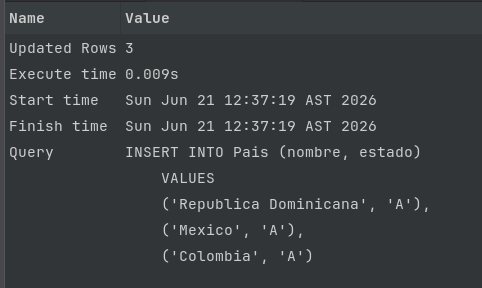 Name Value
Updated Rows 3
Execute time 0.009s
Start time Sun Jun 21 12:37:19 AST 2026
Finish time Sun Jun 21 12:37:19 AST 2026
Query INSERT INTO Pais (nombre, estado)
VALUES
('Republica Dominicana', 'A'),
('Mexico', 'A'),
('Colombia', 'A')